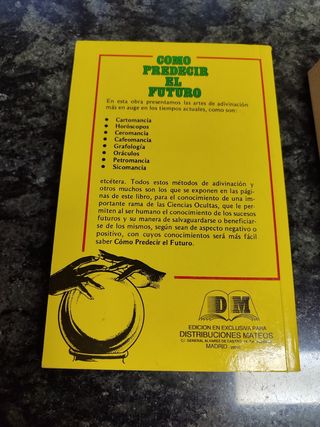 COMO
PREDECIR
EL
FUTURO
En esta obra presentamos las artes de adivinación
más en auge en los tiempos actuales, como son:
● Cartomancia
● Horóscopos
● Ceromancia
● Cafeomancia
● Grafología
● Oráculos
● Petromancia
● Sicomancia
etcétera. Todos estos métodos de adivinación y
otros muchos son los que se exponen en las pági-
nas de este libro, para el conocimiento de una im-
portante rama de las Ciencias Ocultas, que le per-
miten al ser humano el conocimiento de los sucesos
futuros y su manera de salvaguardarse o beneficiar-
se de los mismos, según sean de aspecto negativo o
positivo, con cuyos conocimientos será más fácil
saber Cómo Predecir el Futuro.
D M
EDICION EN EXCLUSIVA PARA
DISTRIBUCIONES MATEOS
C/. GENERAL ALVAREZ DE CASTRO
MADRID